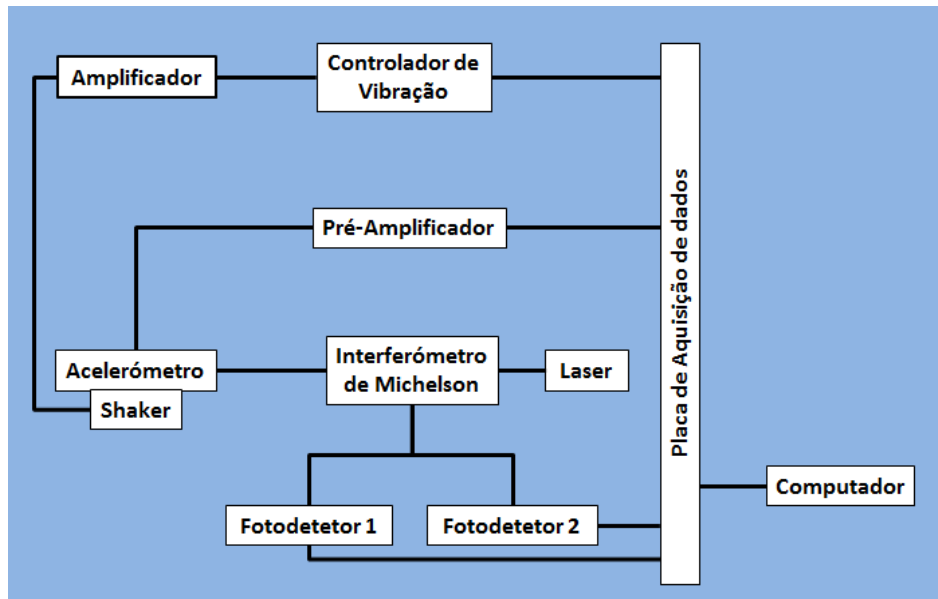 Amplificador
Controlador de
Vibração
Pré-Amplificador
Placa de Aquisição de dados
Acelerómetro
Shaker
Interferómetro
de Michelson
Laser
Computador
Fotodetetor 1
Fotodetetor 2